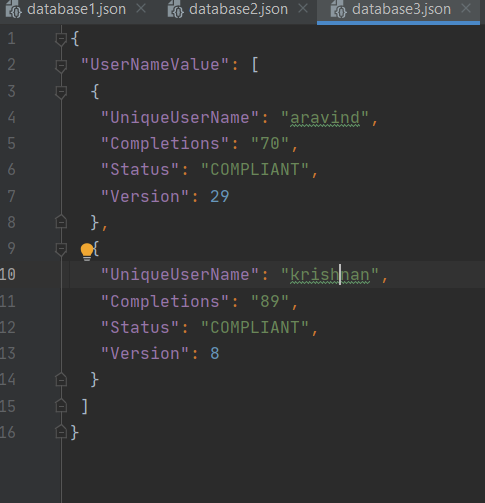 database1.json database2.json database3.json
1 {
2 "UserNameValue": [
3 {
4 "UniqueUserName": "aravind",
5 "Completions": "70",
6 "Status": "COMPLIANT",
7 "Version": 29
8 },
9 {
10 "UniqueUserName": "krishnan",
11 "Completions": "89",
12 "Status": "COMPLIANT",
13 "Version": 8
14 }
15 ]
16 }